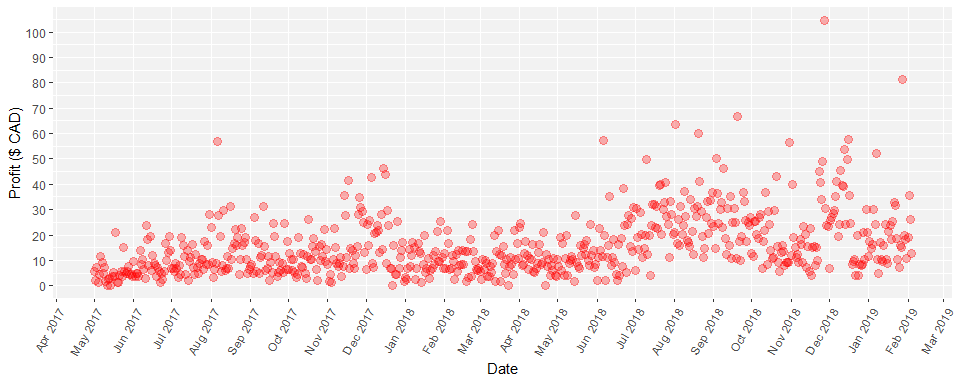 100
90
80
70
60
50
40
30
20
10
0
Profit ($ CAD)
Apr 2017
May 2017
Jun 2017
Jul 2017
Aug 2017
Sep 2017
Oct 2017
Nov 2017
Dec 2017
Jan 2018
Feb 2018
Mar 2018
Apr 2018
May 2018
Jun 2018
Jul 2018
Aug 2018
Sep 2018
Oct 2018
Nov 2018
Dec 2018
Jan 2019
Feb 2019
Mar 2019
Date